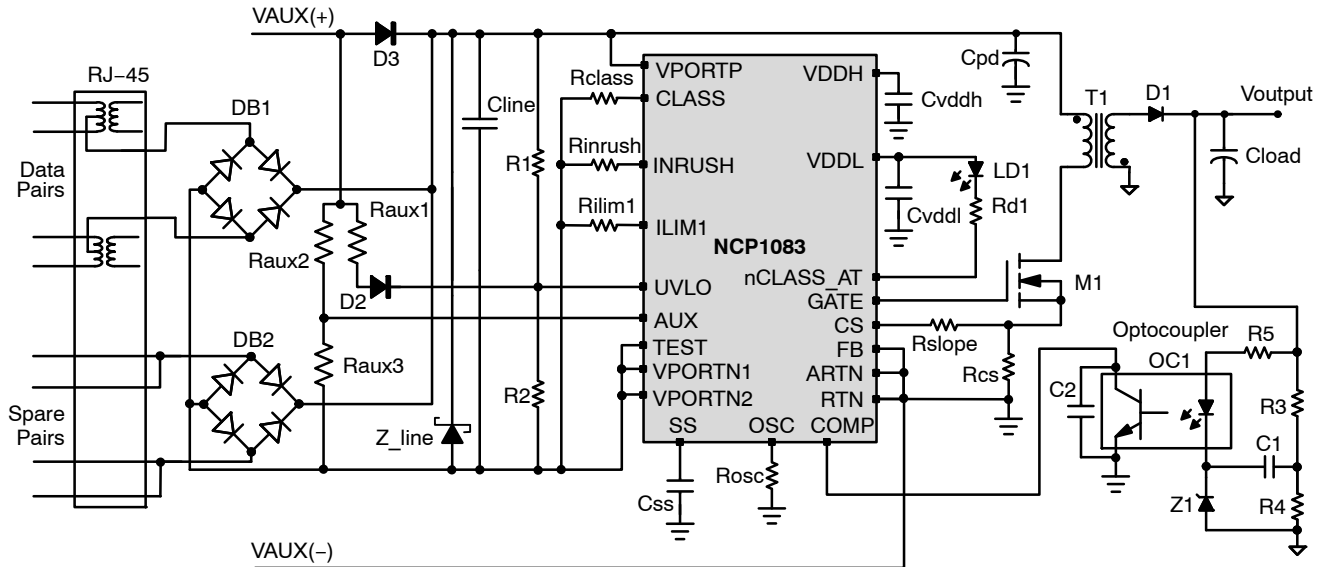 VAUX(+)
D3
RJ−45
DB1
Data
Pairs
Raux1
Raux2
D2
Raux3
DB2
Spare
Pairs
Z_line
Cline
R1
R2
Rclass
Rinrush
Rilim1
VPORTP
CLASS
INRUSH
ILIM1
NCP1083
UVLO
AUX
TEST
VPORTN1
VPORTN2
SS
OSC
COMP
VDDH
VDDL
nCLASS_AT
GATE
CS
FB
ARTN
RTN
Css
Rosc
Cpd
Cvddh
Cvddl
LD1
Rd1
M1
Rslope
Rcs
T1
D1
Voutput
Cload
Optocoupler
OC1
R5
C2
R3
C1
Z1
R4
VAUX(−)